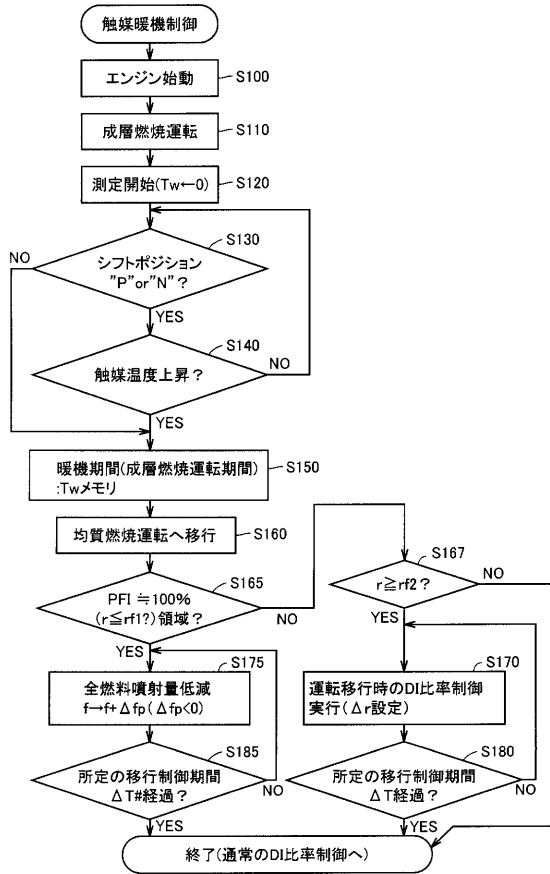 触媒暖機制御
エンジン始動
S100
成層燃焼運転
S110
測定開始(Tw←0)
S120
S130
NO
シフトポジション
"P"or"N"?
YES
S140
触媒温度上昇?
NO
YES
暖機期間(成層燃焼運転期間)
:Twメモリ
S150
均質燃焼運転へ移行
S160
S165
PFI≒100%
(r≦rf1?)領域?
NO
YES
S167
r≧rf2?
NO
YES
S175
全燃料噴射量低減
f→f+Δfp(Δfp<0)
S170
運転移行時のDI比率制御
実行(Δr設定)
S185
所定の移行制御期間
ΔT#経過?
NO
YES
S180
所定の移行制御期間
ΔT経過?
NO
YES
終了(通常のDI比率制御へ)